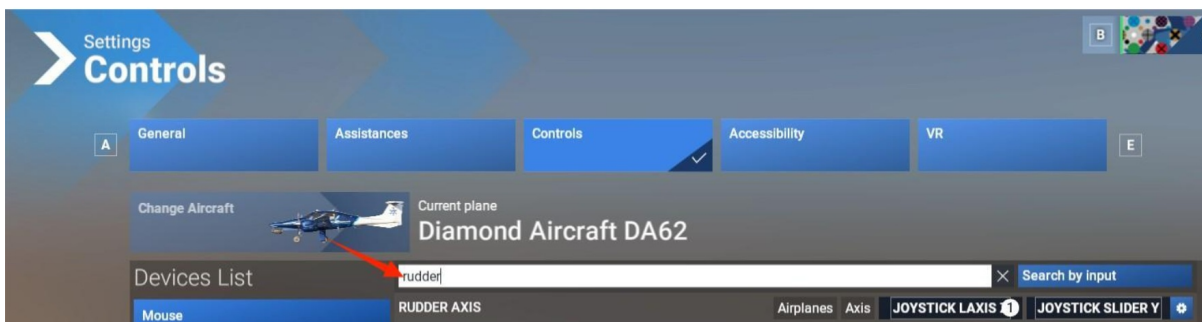 Settings
Controls
B
A
General
Assistances
Controls
Accessibility
VR
E
Change Aircraft
Current plane
Diamond Aircraft DA62
Devices List
rudder
Search by input
Mouse
RUDDER AXIS
Airplanes
Axis
JOYSTICK LAXIS
1
JOYSTICK SLIDER Y